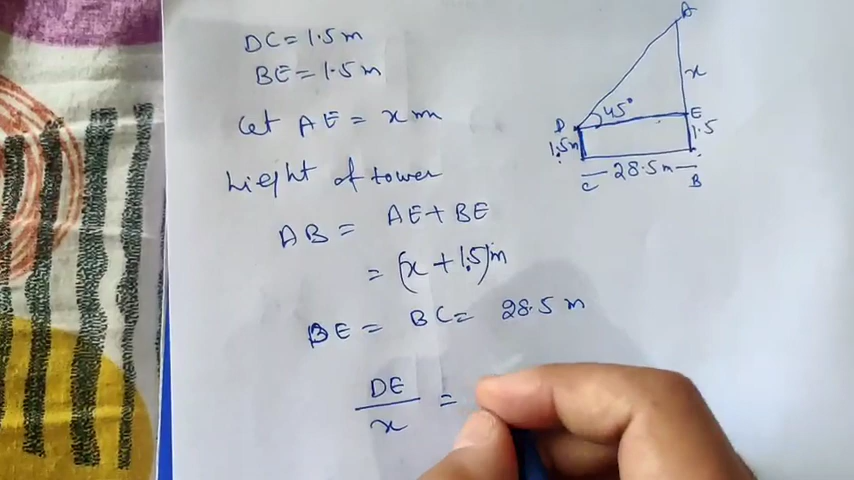 DC = 1.5 m
BE = 1.5 m
Let AE = x m
Height of tower
AB = AE + BE
= (x + 1.5) m
BE = BC = 28.5 m
DE / x =
A
x
45°
D
E
1.5m
1.5
28.5 m
C
B